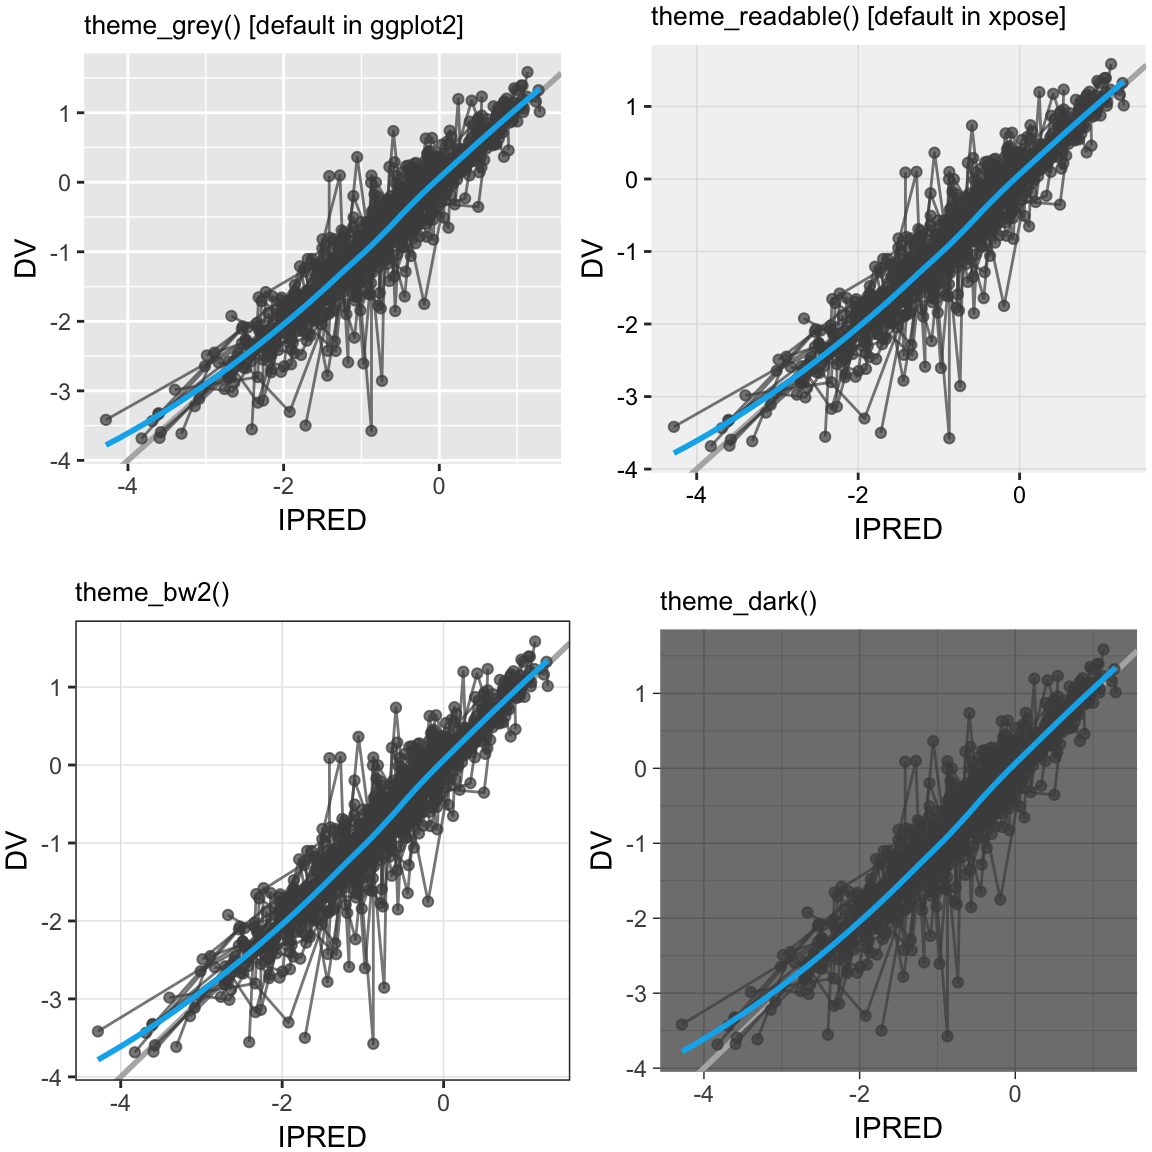 theme_grey() [default in ggplot2]
DV
1
0
-1
-2
-3
-4
-4 -2 0
IPRED
theme_readable() [default in xpose]
DV
1
0
-1
-2
-3
-4
-4 -2 0
IPRED
theme_bw2()
DV
1
0
-1
-2
-3
-4
-4 -2 0
IPRED
theme_dark()
DV
1
0
-1
-2
-3
-4
-4 -2 0
IPRED